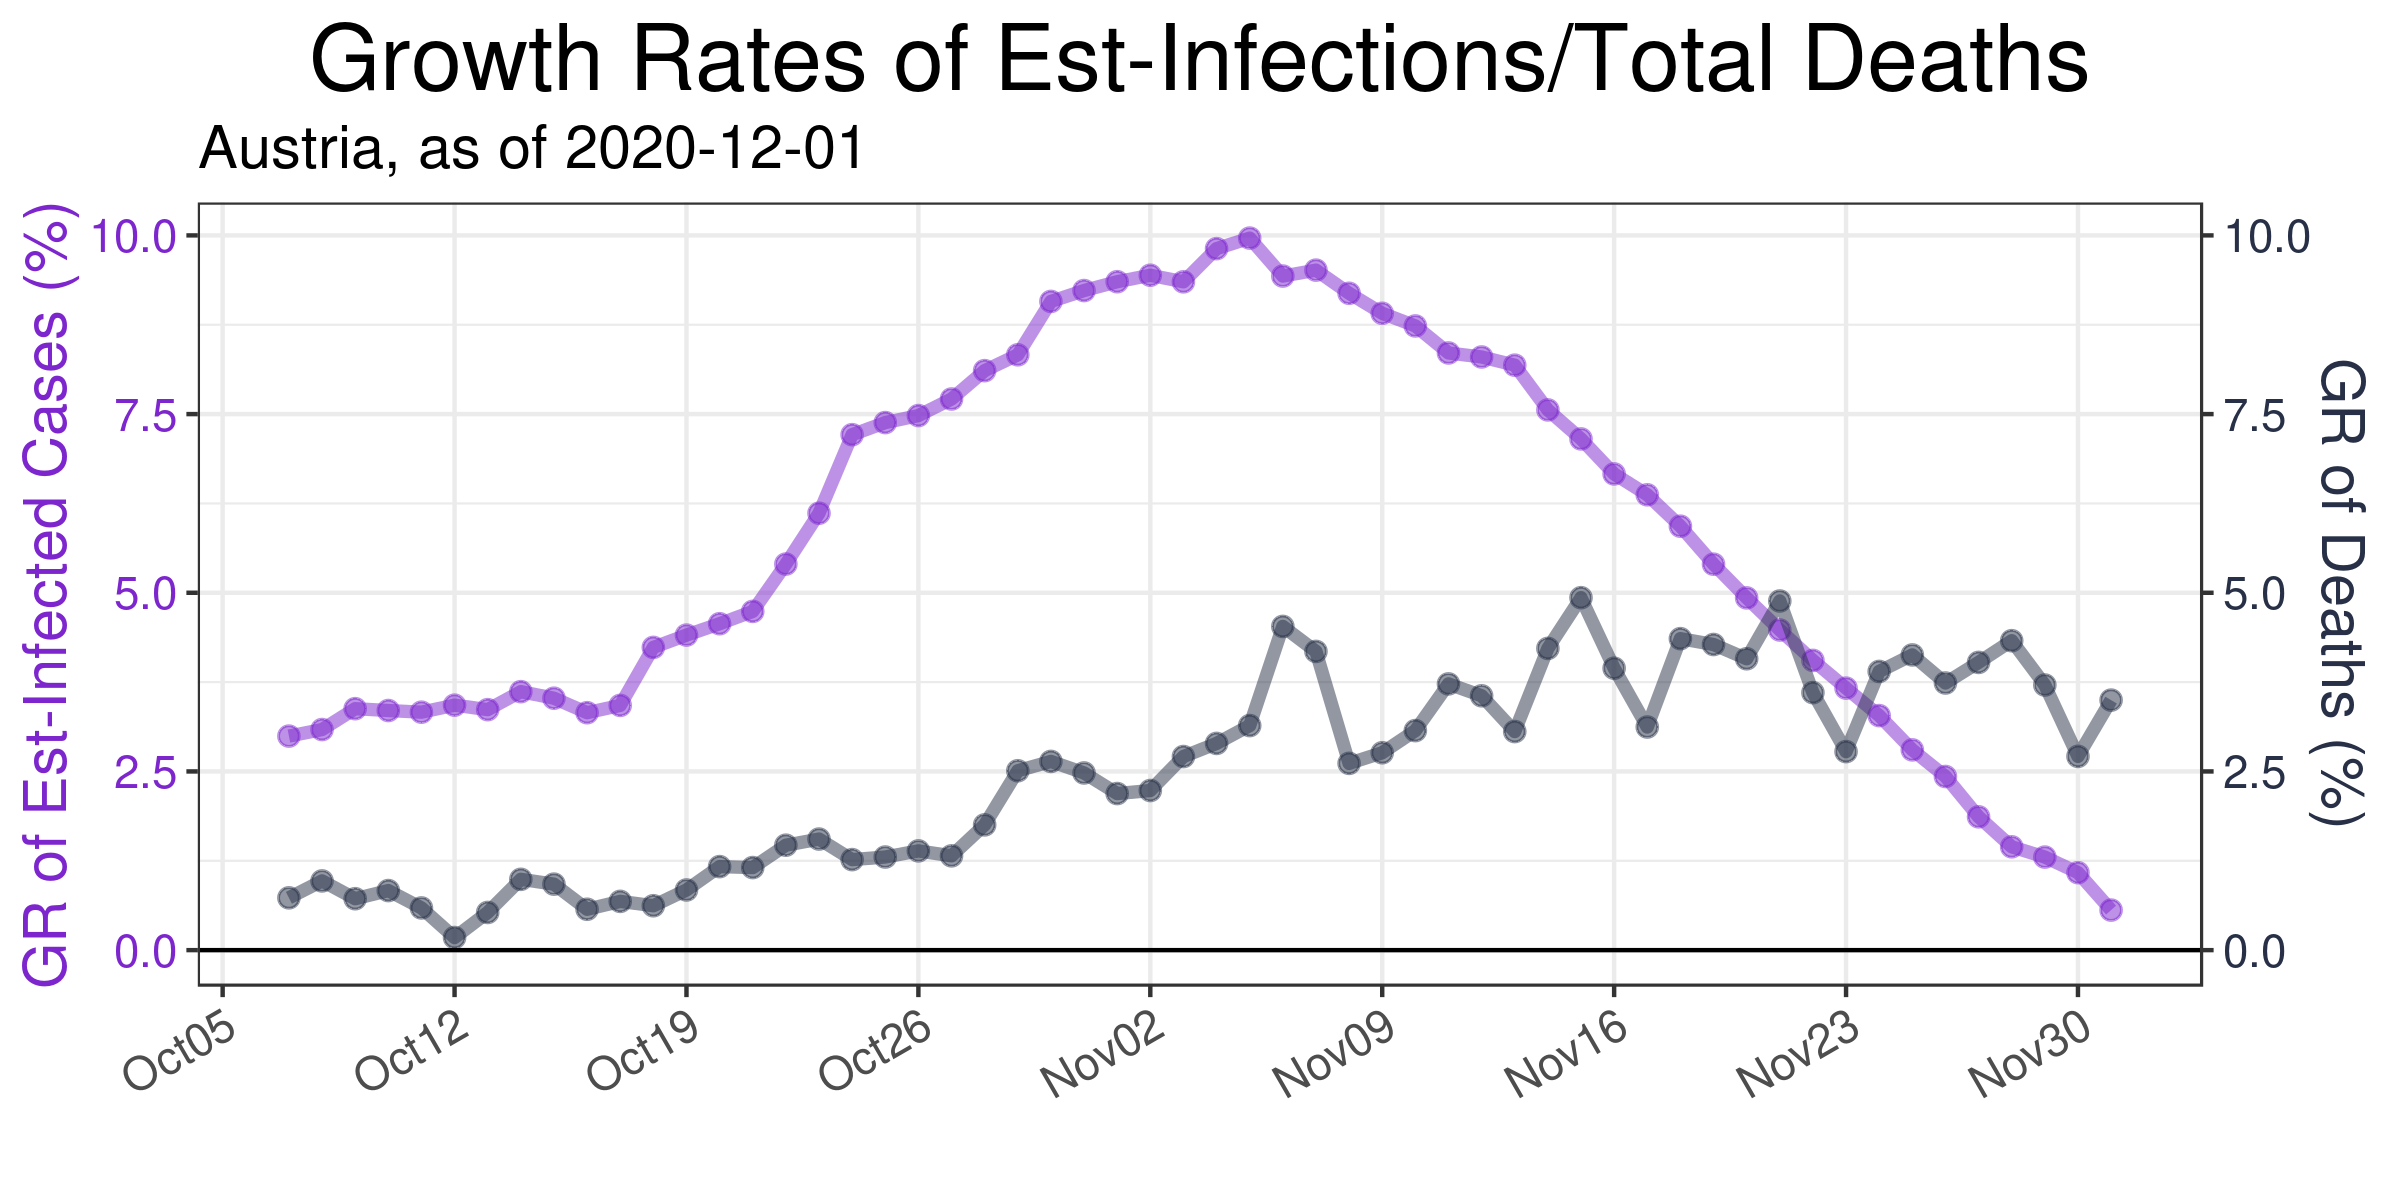 Growth Rates of Est-Infections/Total Deaths
Austria, as of 2020-12-01
GR of Est-Infected Cases (%)
10.0
7.5
5.0
2.5
0.0
10.0
7.5
5.0
2.5
0.0
GR of Deaths (%)
Oct05
Oct12
Oct19
Oct26
Nov02
Nov09
Nov16
Nov23
Nov30